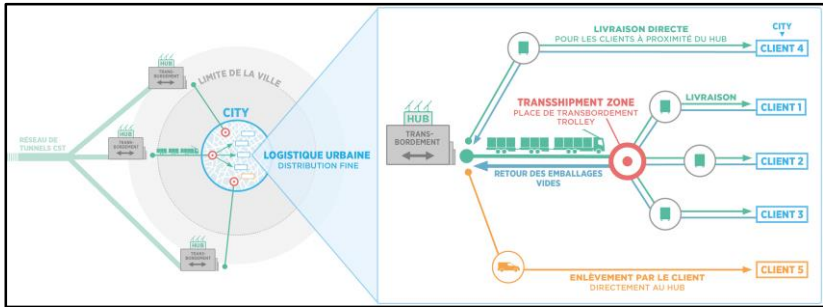 HUB
TRANS-
BORDEMENT
LIMITE DE LA VILLE
CITY
RÉSEAU DE
TUNNELS CST
HUB
TRANS-
BORDEMENT
LOGISTIQUE URBAINE
DISTRIBUTION FINE
HUB
TRANS-
BORDEMENT
LIVRAISON DIRECTE
POUR LES CLIENTS À PROXIMITÉ DU HUB
CITY
CLIENT 4
TRANSSHIPMENT ZONE
PLACE DE TRANSBORDEMENT
TROLLEY
LIVRAISON
CLIENT 1
HUB
TRANS-
BORDEMENT
CLIENT 2
RETOUR DES EMBALLAGES
VIDES
CLIENT 3
ENLÈVEMENT PAR LE CLIENT
DIRECTEMENT AU HUB
CLIENT 5